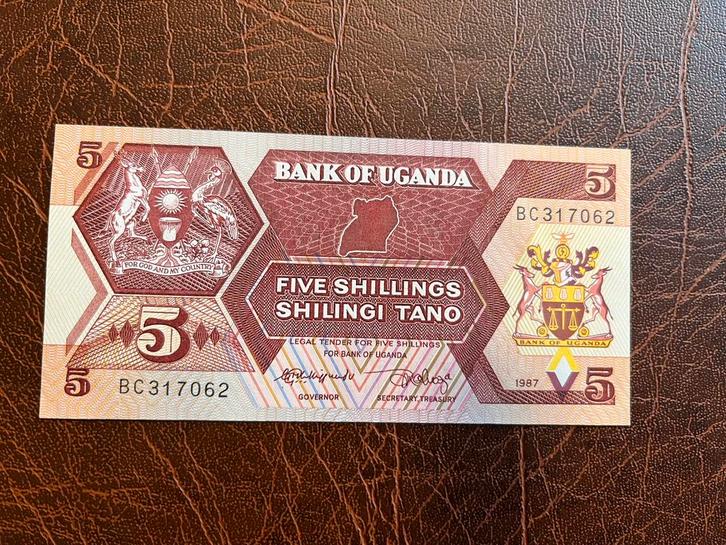 5
BANK OF UGANDA
5
BC317062
FOR GOD AND MY COUNTRY
FIVE SHILLINGS
SHILINGI TANO
5
LEGAL TENDER FOR FIVE SHILLINGS
FOR BANK OF UGANDA
BANK OF UGANDA
5
BC317062
GOVERNOR
SECRETARY, TREASURY
1987
5